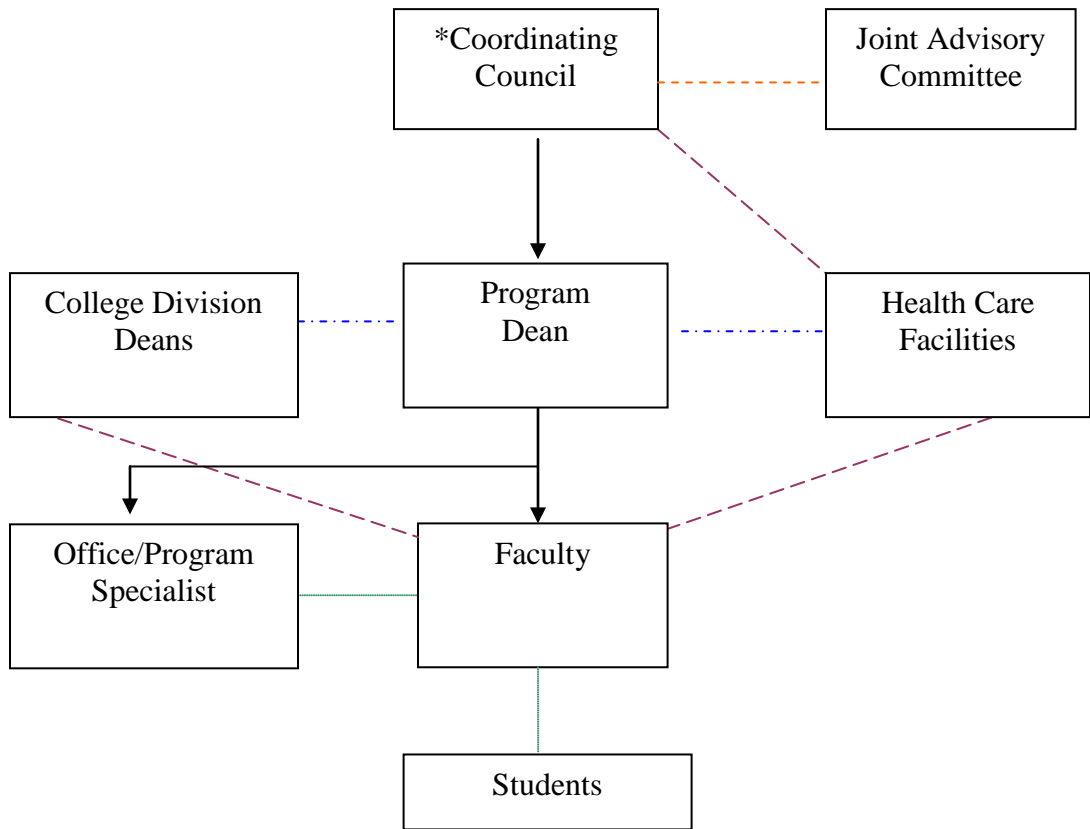 *Coordinating
Council
Joint Advisory
Committee
College Division
Deans
Program
Dean
Health Care
Facilities
Office/Program
Specialist
Faculty
Students